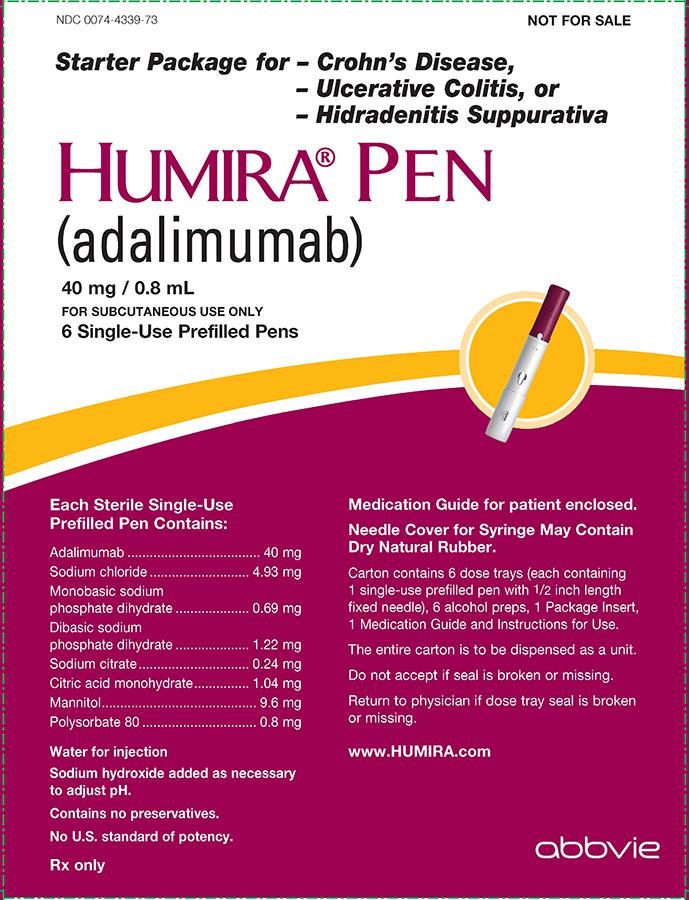 NDC 0074-4339-73
NOT FOR SALE
Starter Package for – Crohn's Disease,
– Ulcerative Colitis, or
– Hidradenitis Suppurativa
HUMIRA® PEN
(adalimumab)
40 mg / 0.8 mL
FOR SUBCUTANEOUS USE ONLY
6 Single-Use Prefilled Pens
Each Sterile Single-Use
Prefilled Pen Contains:
Adalimumab .................................. 40 mg
Sodium chloride ......................... 4.93 mg
Monobasic sodium
phosphate dihydrate ................... 0.69 mg
Dibasic sodium
phosphate dihydrate ................... 1.22 mg
Sodium citrate ............................ 0.24 mg
Citric acid monohydrate.............. 1.04 mg
Mannitol....................................... 9.6 mg
Polysorbate 80 ............................. 0.8 mg
Water for injection
Sodium hydroxide added as necessary
to adjust pH.
Contains no preservatives.
No U.S. standard of potency.
Rx only
Medication Guide for patient enclosed.
Needle Cover for Syringe May Contain
Dry Natural Rubber.
Carton contains 6 dose trays (each containing
1 single-use prefilled pen with 1/2 inch length
fixed needle), 6 alcohol preps, 1 Package Insert,
1 Medication Guide and Instructions for Use.
The entire carton is to be dispensed as a unit.
Do not accept if seal is broken or missing.
Return to physician if dose tray seal is broken
or missing.
www.HUMIRA.com
abbvie